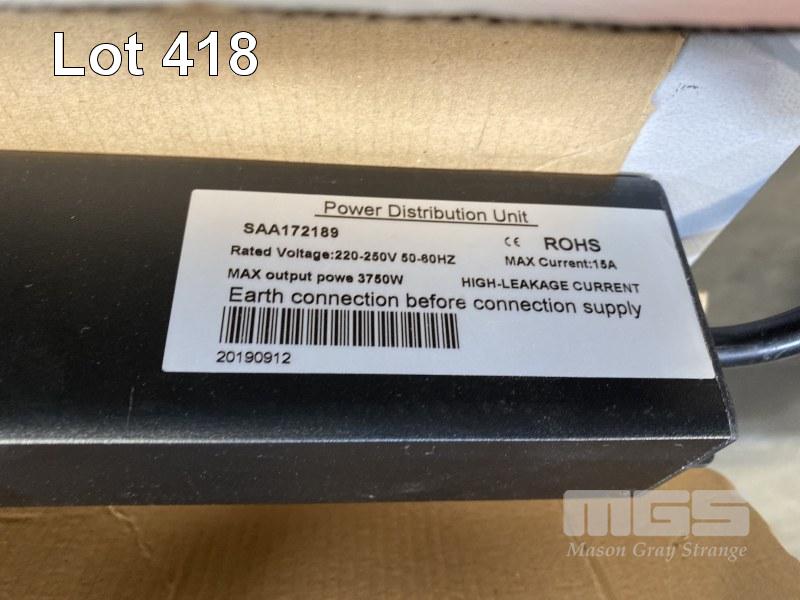 Lot 418
Power Distribution Unit
SAA172189
CE ROHS
Rated Voltage:220-250V 50-60HZ
MAX Current:15A
MAX output powe 3750W
HIGH-LEAKAGE CURRENT
Earth connection before connection supply
20190912
MGS
Mason Gray Strange